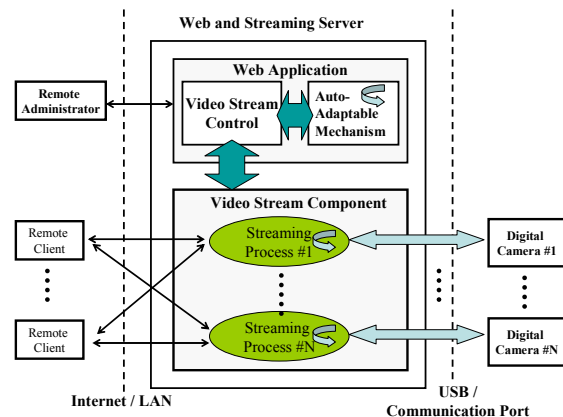 Web and Streaming Server
Web Application
Remote
Administrator
Video Stream
Control
Auto-
Adaptable
Mechanism
Video Stream Component
Remote
Client
Streaming
Process #1
Digital
Camera #1
Remote
Client
Streaming
Process #N
Digital
Camera #N
Internet / LAN
USB /
Communication Port